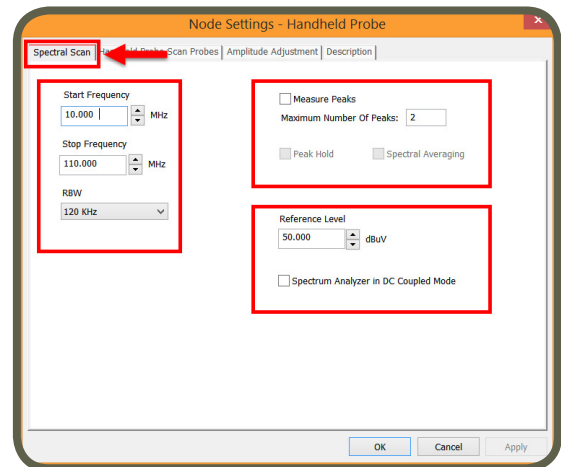 Node Settings - Handheld Probe
x
Spectral Scan Handheld Probe Scan Probes Amplitude Adjustment Description
Start Frequency
10.000 MHz
Stop Frequency
110.000 MHz
RBW
120 KHz
Measure Peaks
Maximum Number Of Peaks: 2
Peak Hold Spectral Averaging
Reference Level
50.000 dBuV
Spectrum Analyzer in DC Coupled Mode
OK Cancel Apply